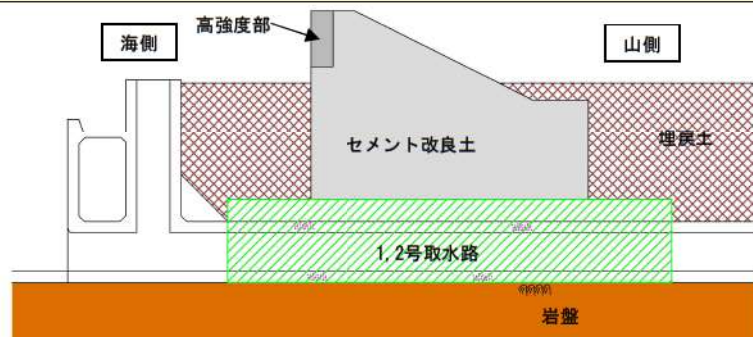 高強度部
海側
山側
セメント改良土
埋戻土
1,2号取水路
岩盤